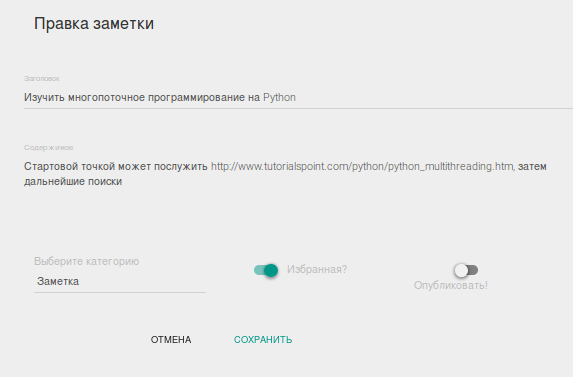 Правка заметки
Заголовок
Изучить многопоточное программирование на Python
Содержимое
Стартовой точкой может послужить http://www.tutorialspoint.com/python/python_multithreading.htm, затем
дальнейшие поиски
Выберите категорию
Заметка
Избранная?
Опубликовать!
ОТМЕНА
СОХРАНИТЬ